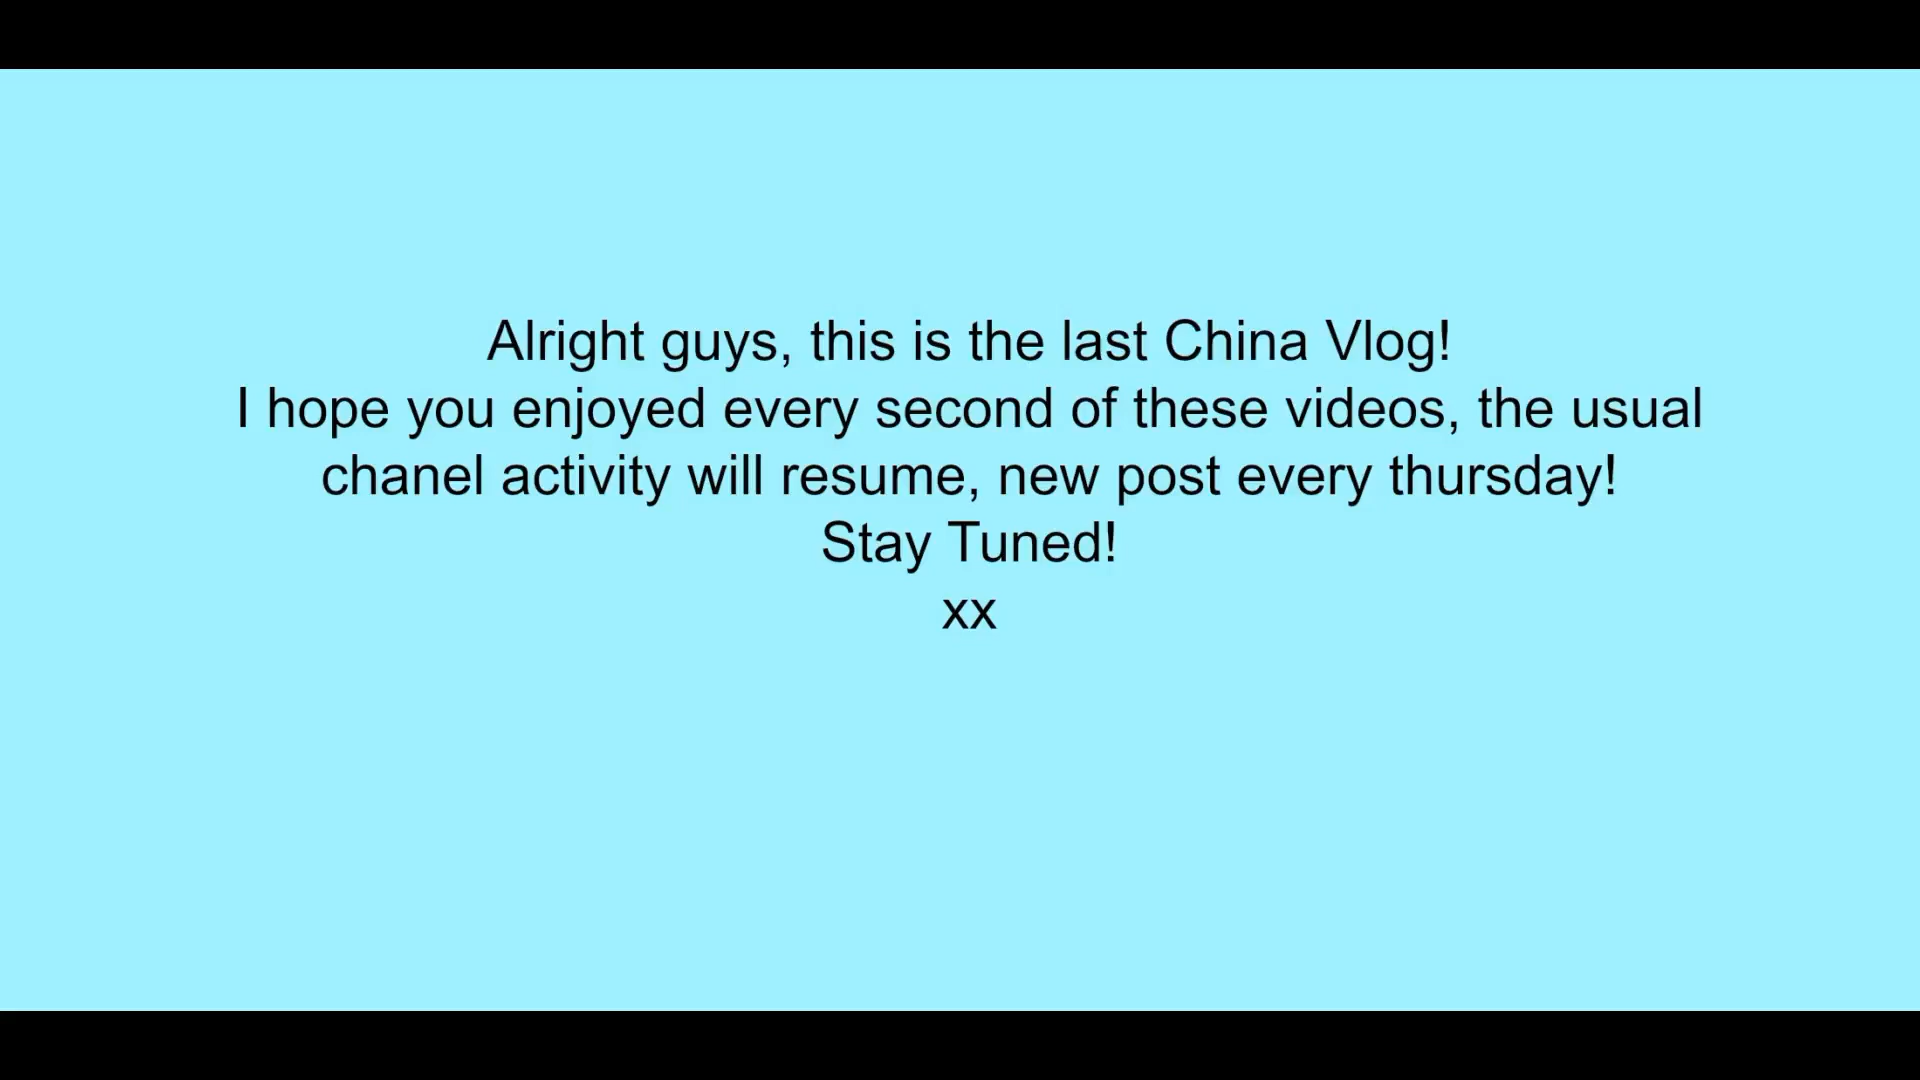 Alright guys, this is the last China Vlog!
I hope you enjoyed every second of these videos, the usual
chanel activity will resume, new post every thursday!
Stay Tuned!
xx